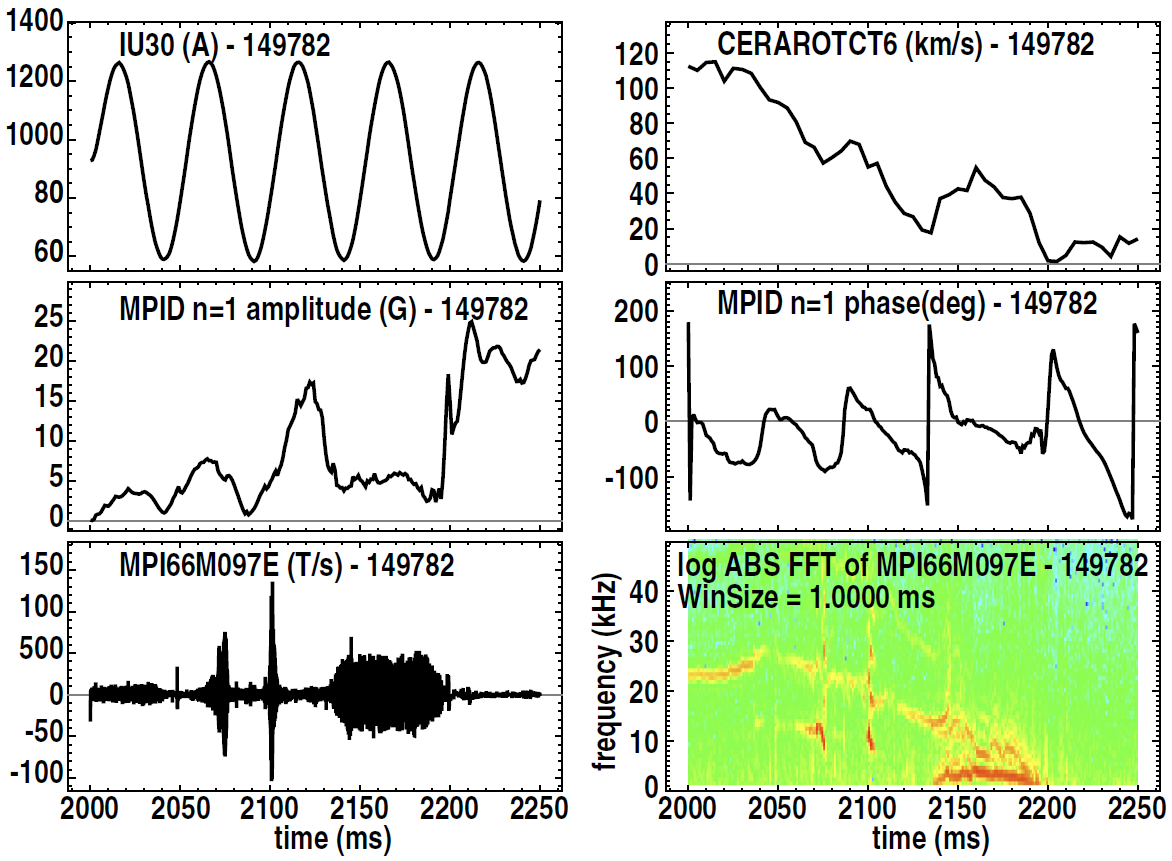 IU30 (A) - 149782
1400
1200
1000
80
60
CERAROTCT6 (km/s) - 149782
120
100
80
60
40
20
0
MPID n=1 amplitude (G) - 149782
25
20
15
10
5
0
MPID n=1 phase(deg) - 149782
200
100
0
-100
MPI66M097E (T/s) - 149782
150
100
500
0
-50
-100
2000 2050 2100 2150 2200 2250
time (ms)
log ABS FFT of MPI66M097E - 149782
WinSize = 1.0000 ms
frequency (kHz)
40
30
20
10
0
2000 2050 2100 2150 2200 2250
time (ms)